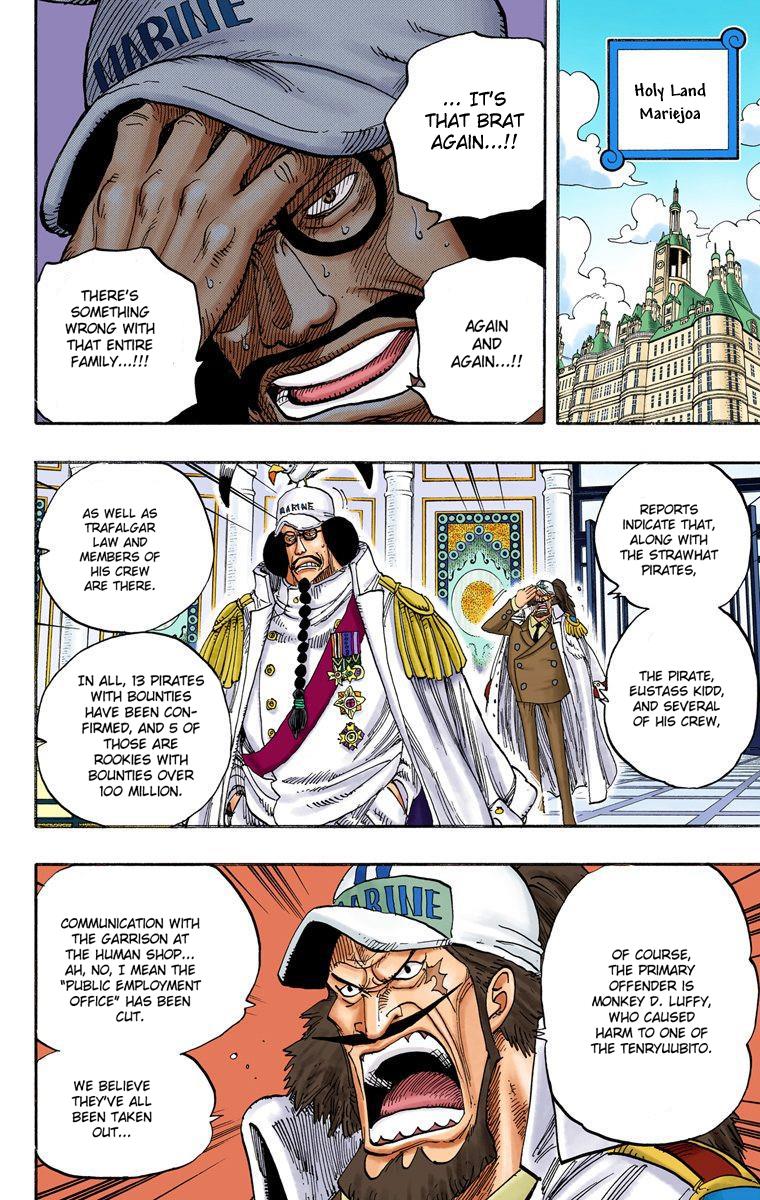 Holy Land
Mariejoa
MARINE
... IT'S
THAT BRAT
AGAIN...!!
AGAIN
AND
AGAIN...!!
THERE'S
SOMETHING
WRONG WITH
THAT ENTIRE
FAMILY...!!!
REPORTS
INDICATE THAT,
ALONG WITH
THE STRAWHAT
PIRATES,
THE PIRATE,
EUSTASS KIDD,
AND SEVERAL
OF HIS CREW,
MARINE
AS WELL AS
TRAFALGAR
LAW AND
MEMBERS OF
HIS CREW
ARE THERE.
IN ALL, 13 PIRATES
WITH BOUNTIES
HAVE BEEN CON-
FIRMED, AND 5 OF
THOSE ARE
ROOKIES WITH
BOUNTIES OVER
100 MILLION.
OF COURSE,
THE PRIMARY
OFFENDER IS
MONKEY D. LUFFY,
WHO CAUSED
HARM TO ONE OF
THE TENRYUUBITO.
MARINE
COMMUNICATION WITH
THE GARRISON AT
THE HUMAN SHOP...
AH, NO, I MEAN THE
"PUBLIC EMPLOYMENT
OFFICE" HAS BEEN
CUT.
WE BELIEVE
THEY'VE ALL
BEEN TAKEN
OUT...